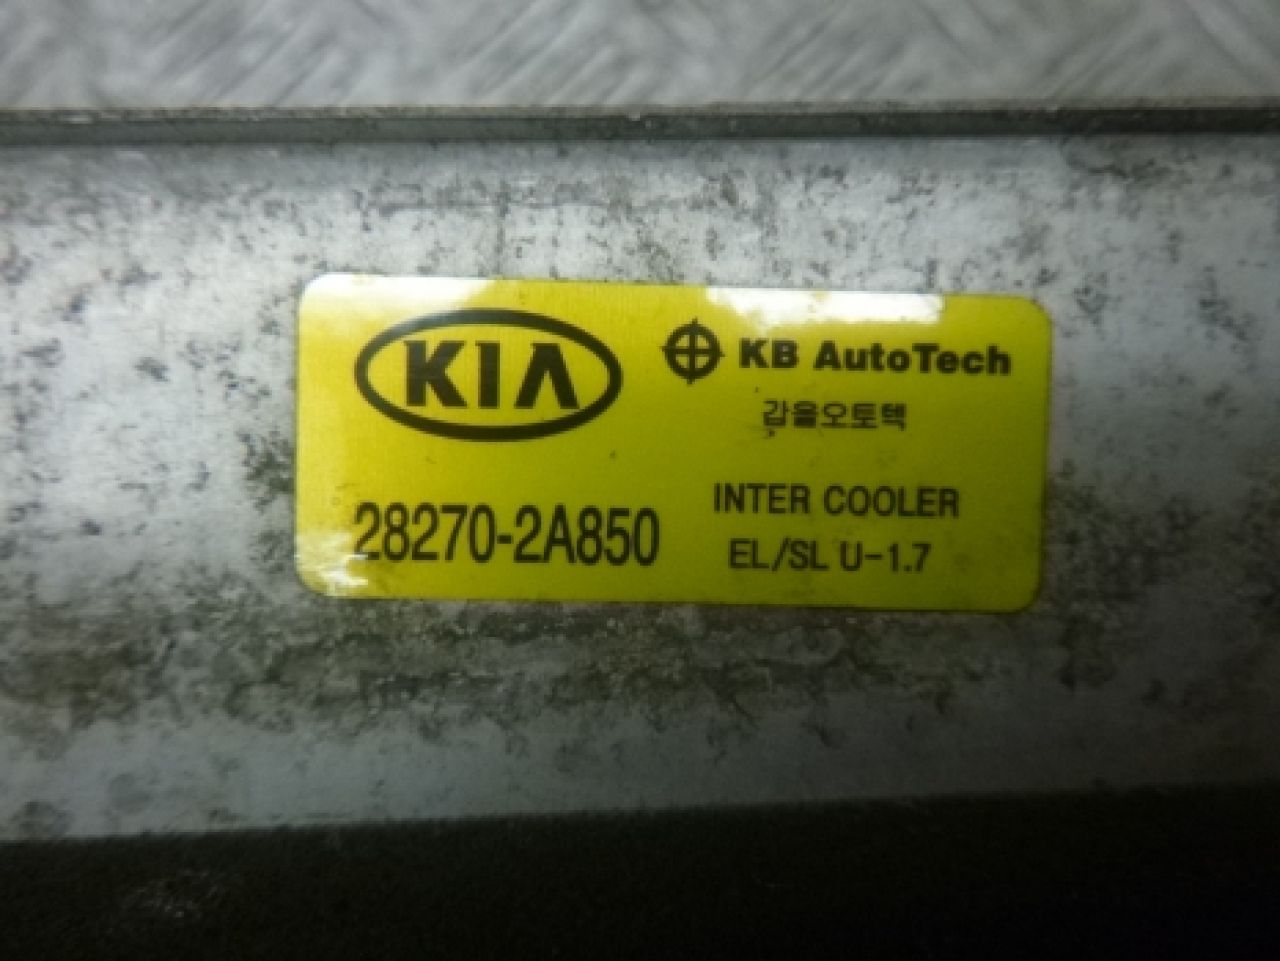 KIA
KB AutoTech
갑을오토텍
28270-2A850
INTER COOLER
EL/SL U-1.7